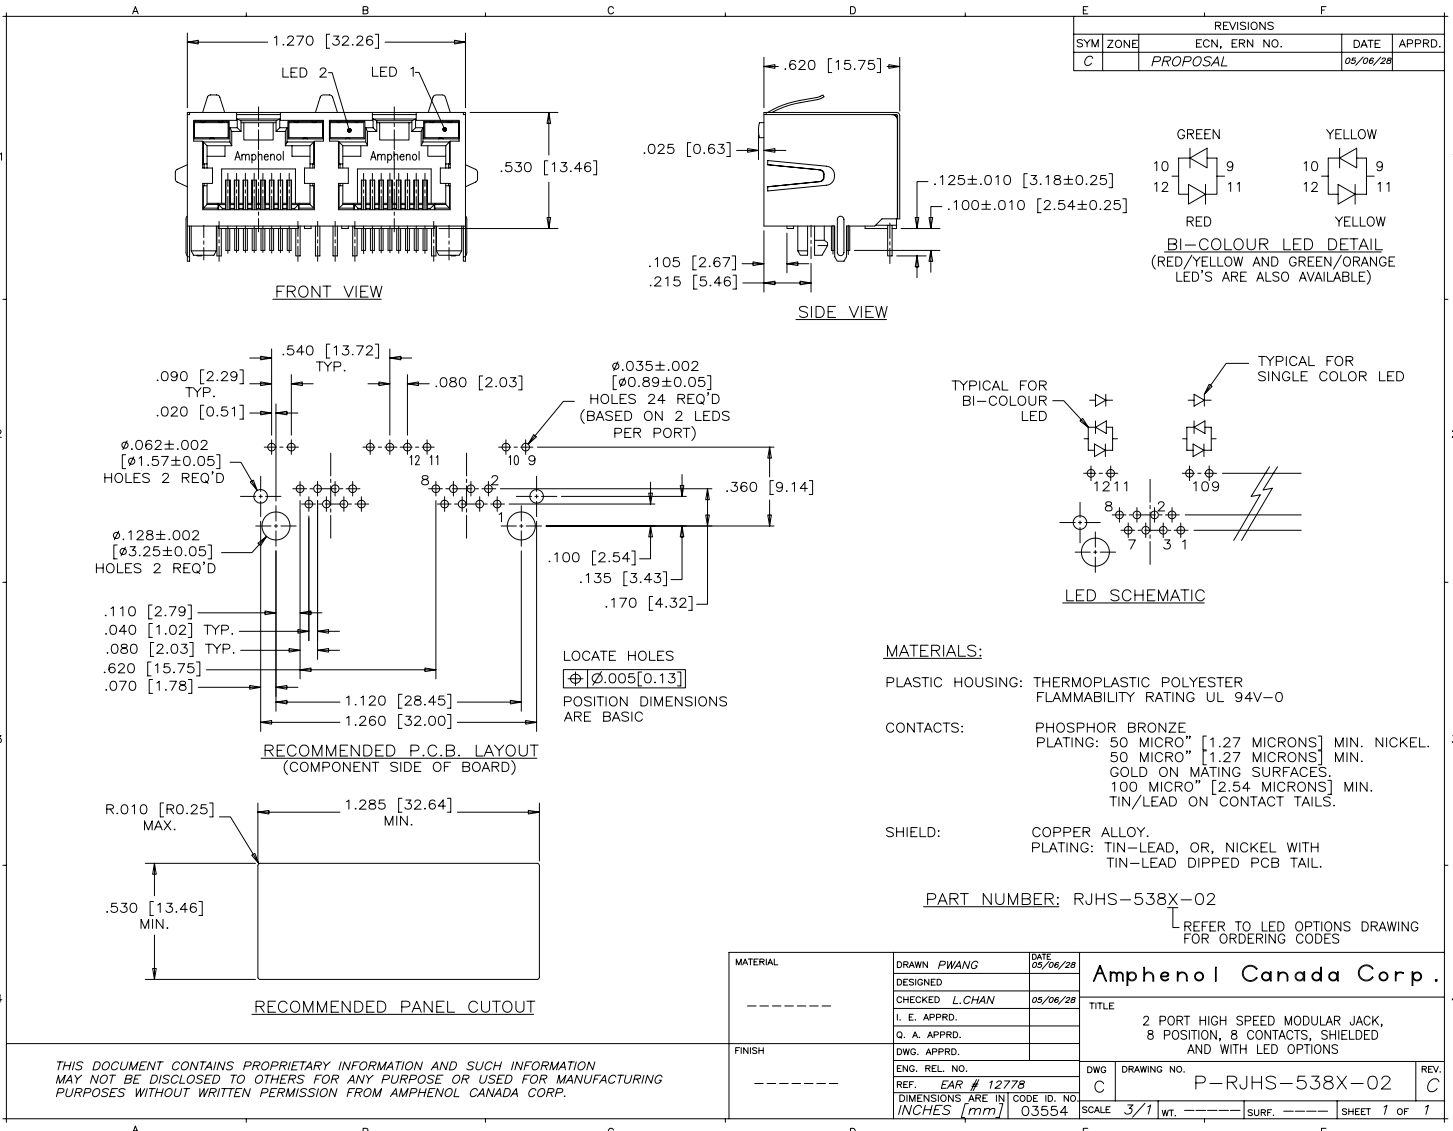 A B C D E F
REVISIONS
SYM ZONE ECN, ERN NO. DATE APPRD.
C PROPOSAL 05/06/28
1.270 [32.26]
LED 2 LED 1
.530 [13.46]
Amphenol Amphenol
FRONT VIEW
.620 [15.75]
.025 [0.63]
.125±.010 [3.18±0.25]
.100±.010 [2.54±0.25]
.105 [2.67]
.215 [5.46]
SIDE VIEW
GREEN YELLOW
10 9 10 9
12 11 12 11
RED YELLOW
BI-COLOUR LED DETAIL
(RED/YELLOW AND GREEN/ORANGE
LED'S ARE ALSO AVAILABLE)
1
.540 [13.72]
TYP.
.090 [2.29]
TYP.
.080 [2.03]
.020 [0.51]
ø.035±.002
[ø0.89±0.05]
HOLES 24 REQ'D
(BASED ON 2 LEDS
PER PORT)
ø.062±.002
[ø1.57±0.05]
HOLES 2 REQ'D
12 11 10 9
8 2
1
.360 [9.14]
ø.128±.002
[ø3.25±0.05]
HOLES 2 REQ'D
.100 [2.54]
.135 [3.43]
.170 [4.32]
.110 [2.79]
.040 [1.02] TYP.
.080 [2.03] TYP.
.620 [15.75]
.070 [1.78]
1.120 [28.45]
1.260 [32.00]
LOCATE HOLES
⌖ Ø.005[0.13]
POSITION DIMENSIONS
ARE BASIC
RECOMMENDED P.C.B. LAYOUT
(COMPONENT SIDE OF BOARD)
TYPICAL FOR
BI-COLOUR
LED
TYPICAL FOR
SINGLE COLOR LED
1211 109
8 2
7 3 1
LED SCHEMATIC
2
MATERIALS:
PLASTIC HOUSING: THERMOPLASTIC POLYESTER
FLAMMABILITY RATING UL 94V-0
CONTACTS: PHOSPHOR BRONZE
PLATING: 50 MICRO" [1.27 MICRONS] MIN. NICKEL.
50 MICRO" [1.27 MICRONS] MIN.
GOLD ON MATING SURFACES.
100 MICRO" [2.54 MICRONS] MIN.
TIN/LEAD ON CONTACT TAILS.
SHIELD: COPPER ALLOY.
PLATING: TIN-LEAD, OR, NICKEL WITH
TIN-LEAD DIPPED PCB TAIL.
PART NUMBER: RJHS-538X-02
REFER TO LED OPTIONS DRAWING
FOR ORDERING CODES
3
R.010 [R0.25]
MAX.
1.285 [32.64]
MIN.
.530 [13.46]
MIN.
RECOMMENDED PANEL CUTOUT
4
THIS DOCUMENT CONTAINS PROPRIETARY INFORMATION AND SUCH INFORMATION
MAY NOT BE DISCLOSED TO OTHERS FOR ANY PURPOSE OR USED FOR MANUFACTURING
PURPOSES WITHOUT WRITTEN PERMISSION FROM AMPHENOL CANADA CORP.
MATERIAL
-------
FINISH
-------
DRAWN PWANG DATE 05/06/28
DESIGNED
CHECKED L.CHAN 05/06/28
I. E. APPRD.
Q. A. APPRD.
DWG. APPRD.
ENG. REL. NO.
REF. EAR # 12778
DIMENSIONS ARE IN CODE ID. NO.
INCHES [mm] 03554
Amphenol Canada Corp.
TITLE
2 PORT HIGH SPEED MODULAR JACK,
8 POSITION, 8 CONTACTS, SHIELDED
AND WITH LED OPTIONS
DWG DRAWING NO. REV.
C P-RJHS-538X-02 C
SCALE 3/1 WT. ----- SURF. ---- SHEET 1 OF 1